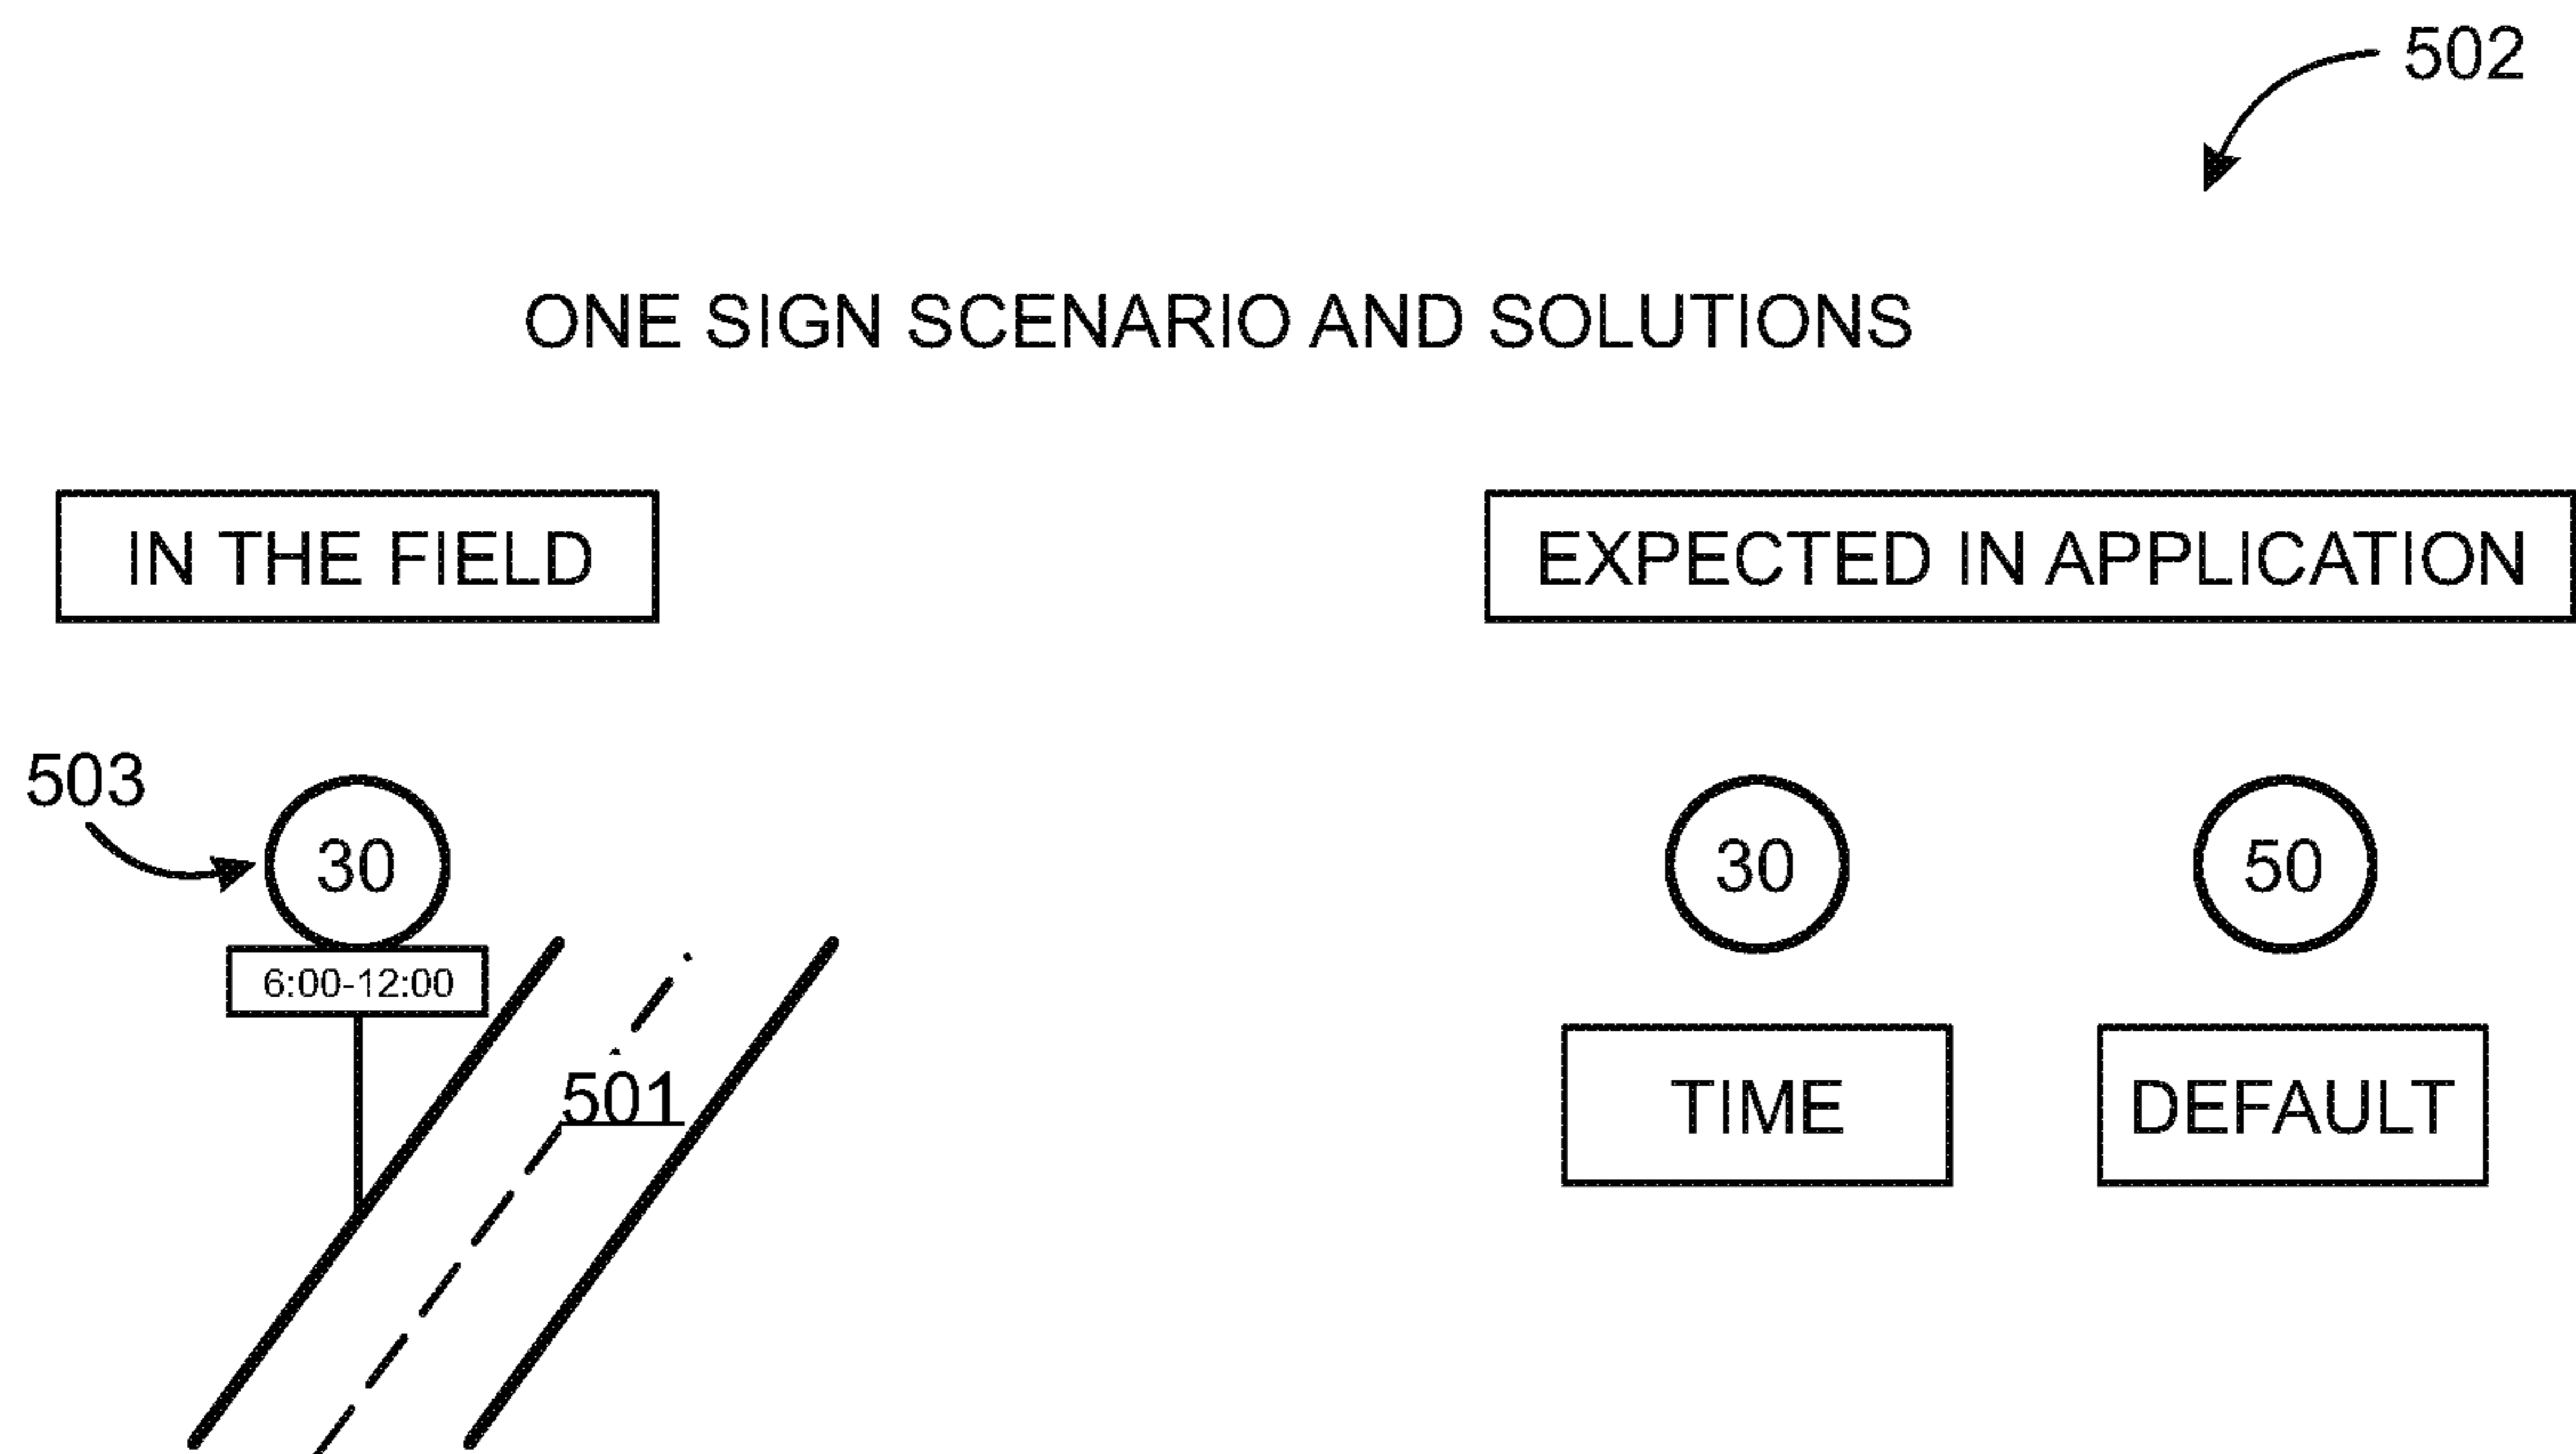 502
ONE SIGN SCENARIO AND SOLUTIONS
IN THE FIELD
EXPECTED IN APPLICATION
503
30
6:00-12:00
501
30
50
TIME
DEFAULT